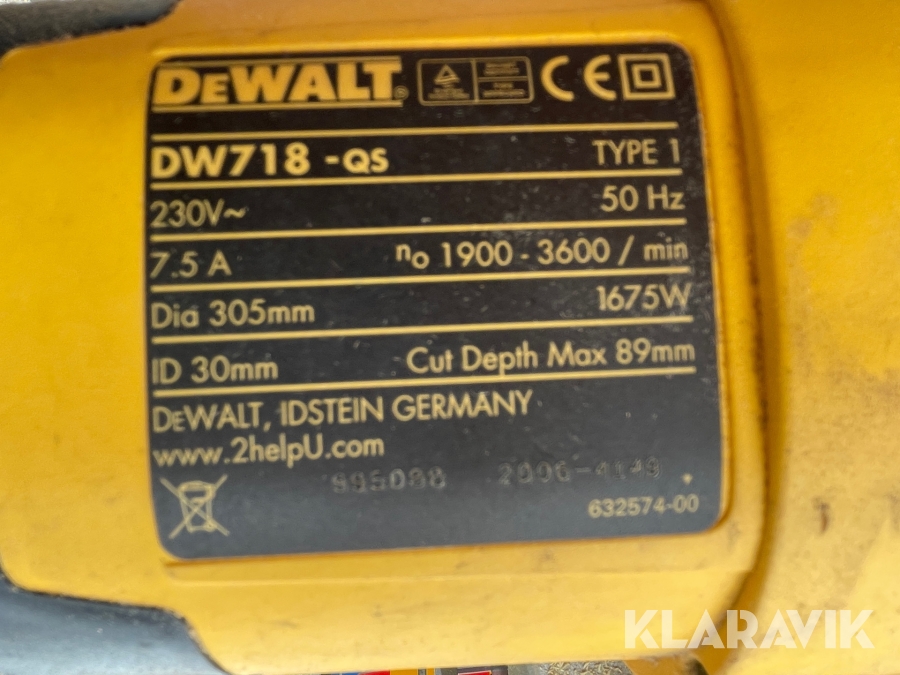 DeWALT
DW718 -QS TYPE 1
230V~ 50 Hz
7.5 A no 1900 - 3600 / min
Dia 305mm 1675W
ID 30mm Cut Depth Max 89mm
DeWALT, IDSTEIN GERMANY
www.2helpU.com
632574-00
KLARAVIK